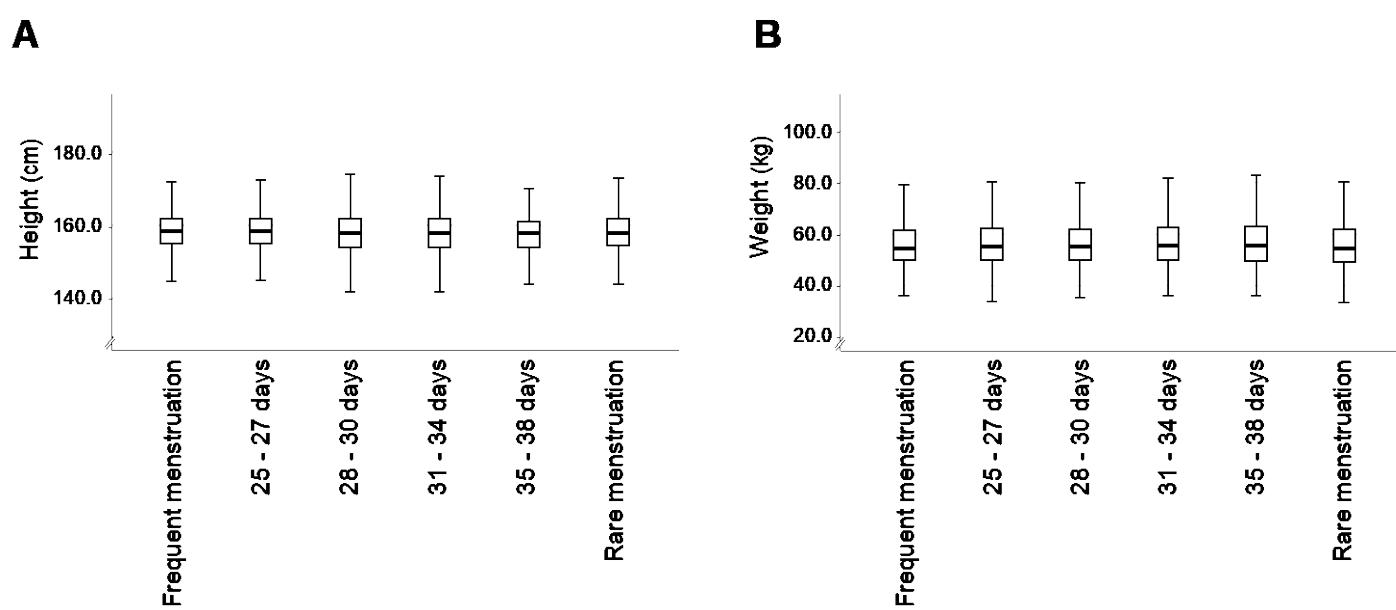 A
Height (cm)
180.0
160.0
140.0
Frequent menstruation
25 - 27 days
28 - 30 days
31 - 34 days
35 - 38 days
Rare menstruation
B
Weight (kg)
100.0
80.0
60.0
40.0
20.0
Frequent menstruation
25 - 27 days
28 - 30 days
31 - 34 days
35 - 38 days
Rare menstruation